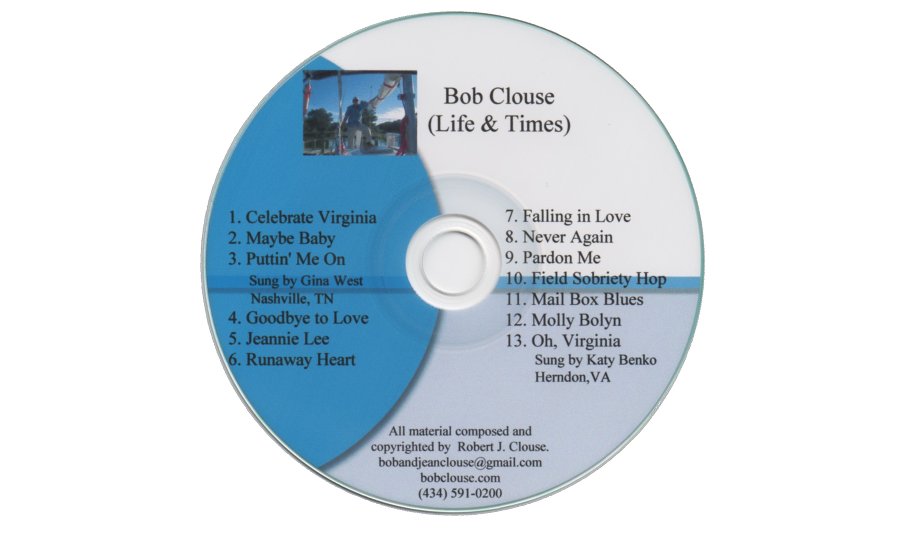 Bob Clouse
(Life & Times)
1. Celebrate Virginia
2. Maybe Baby
3. Puttin' Me On
Sung by Gina West
Nashville, TN
4. Goodbye to Love
5. Jeannie Lee
6. Runaway Heart
7. Falling in Love
8. Never Again
9. Pardon Me
10. Field Sobriety Hop
11. Mail Box Blues
12. Molly Bolyn
13. Oh, Virginia
Sung by Katy Benko
Herndon,VA
All material composed and
copyrighted by Robert J. Clouse.
bobandjeanclouse@gmail.com
bobclouse.com
(434) 591-0200